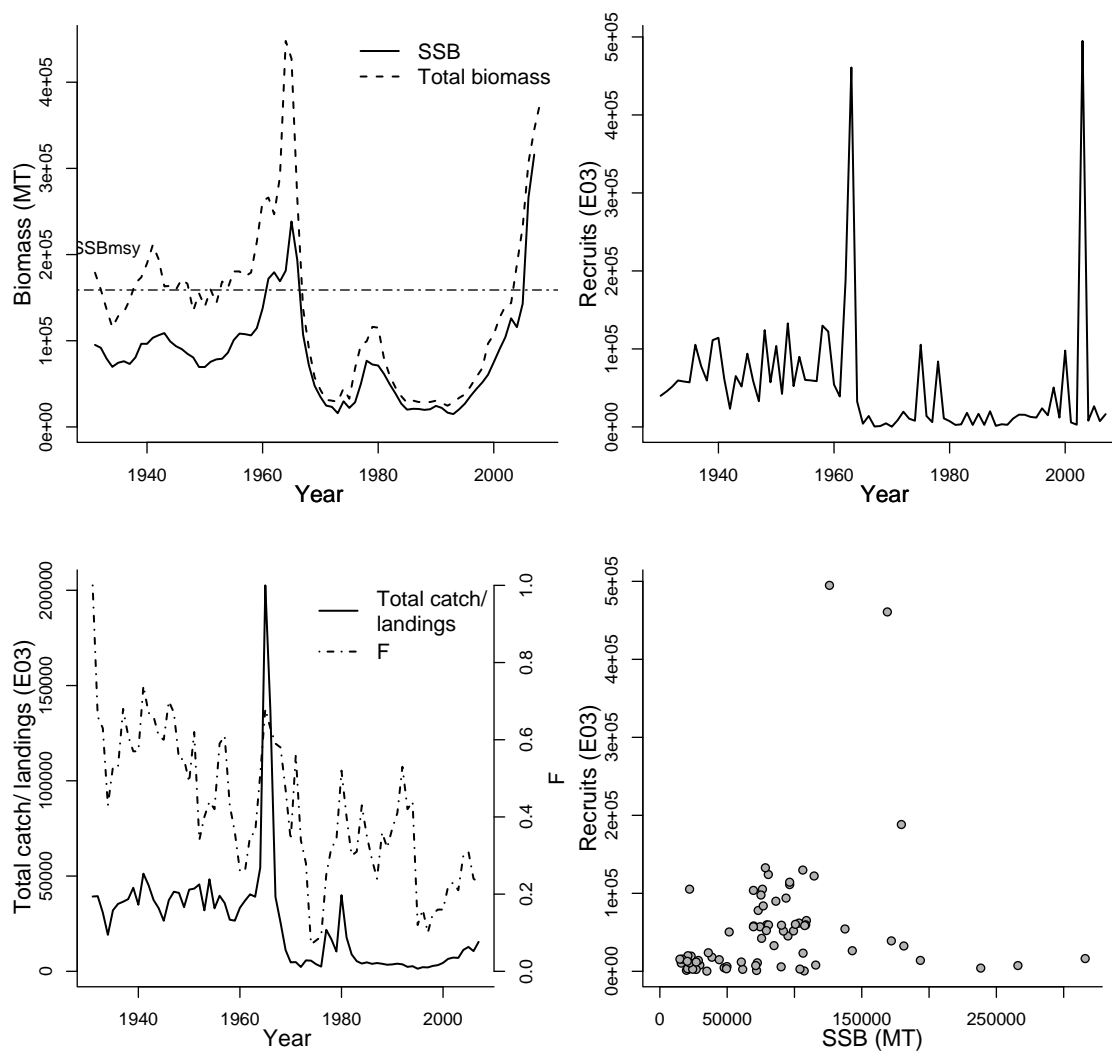 SSB
Total biomass
SSBmsy
Biomass (MT)
0e+00 1e+05 2e+05 3e+05 4e+05
1940 1960 1980 2000
Year
Recruits (E03)
0e+00 1e+05 2e+05 3e+05 4e+05 5e+05
1940 1960 1980 2000
Year
Total catch/
landings
F
Total catch/ landings (E03)
0 50000 100000 150000 200000
0.0 0.2 0.4 0.6 0.8 1.0
F
1940 1960 1980 2000
Year
Recruits (E03)
0e+00 1e+05 2e+05 3e+05 4e+05 5e+05
0 50000 150000 250000
SSB (MT)